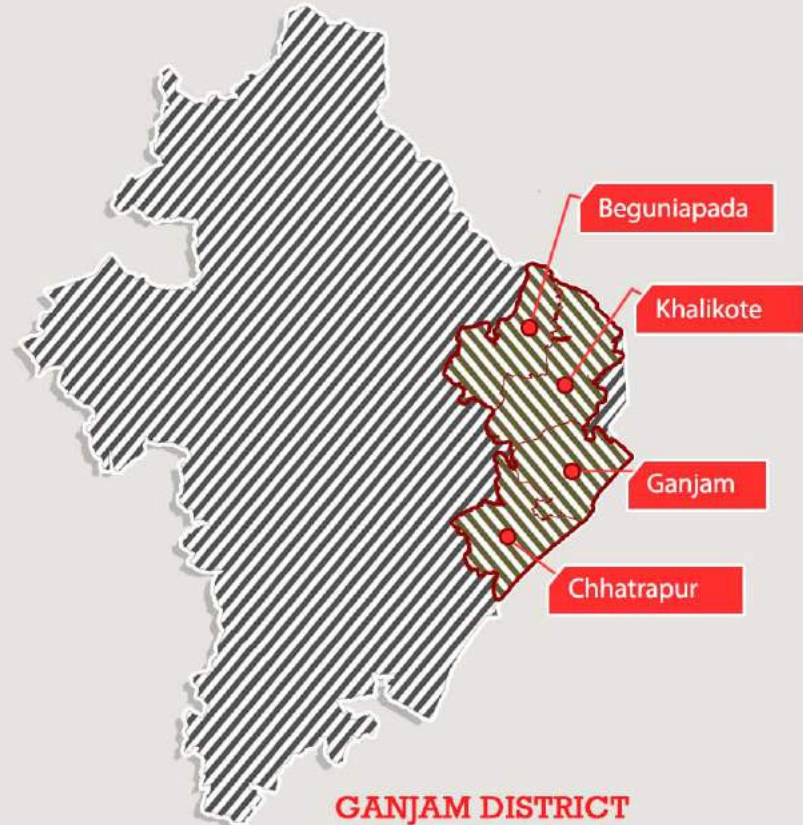 Beguniapada
Khalikote
Ganjam
Chhatrapur
GANJAM DISTRICT